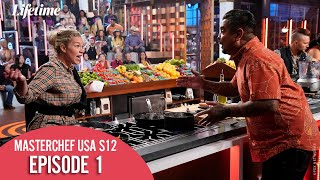 Lifetime
MASTERCHEF USA S12
EPISODE 1